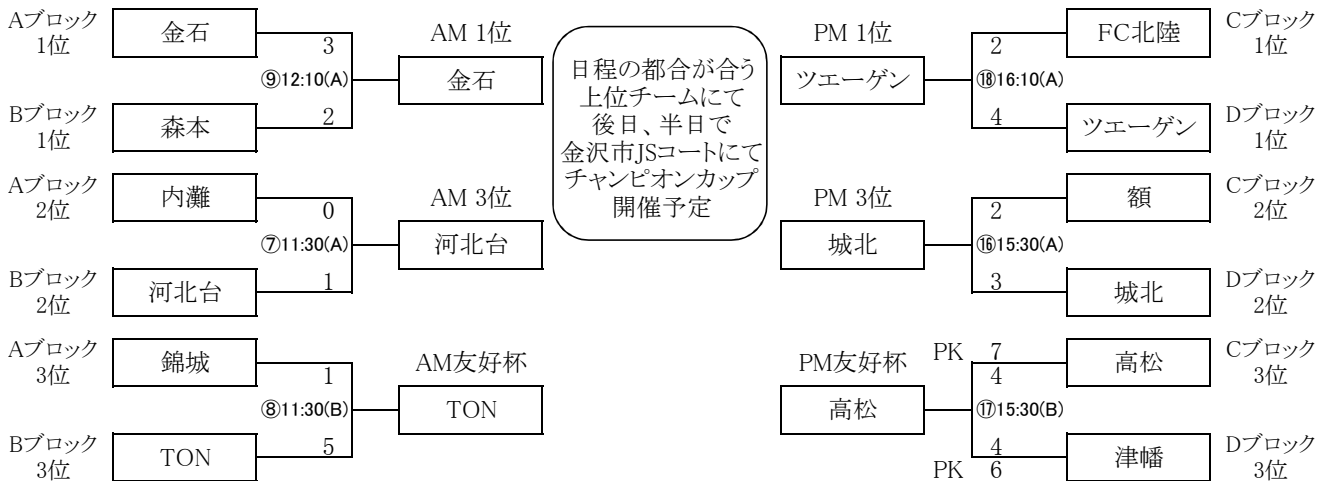 Aブロック
1位
金石
3
⑨12:10(A)
AM 1位
金石
Bブロック
1位
森本
2
Aブロック
2位
内灘
0
⑦11:30(A)
AM 3位
河北台
Bブロック
2位
河北台
1
Aブロック
3位
錦城
1
⑧11:30(B)
AM友好杯
TON
Bブロック
3位
TON
5
日程の都合が合う
上位チームにて
後日、半日で
金沢市JSコートにて
チャンピオンカップ
開催予定
PM 1位
ツエーゲン
2
⑱16:10(A)
4
FC北陸
Cブロック
1位
ツエーゲン
Dブロック
1位
PM 3位
城北
2
⑯15:30(A)
3
額
Cブロック
2位
城北
Dブロック
2位
PM友好杯
高松
PK 7
4
⑰15:30(B)
4
PK 6
高松
Cブロック
3位
津幡
Dブロック
3位